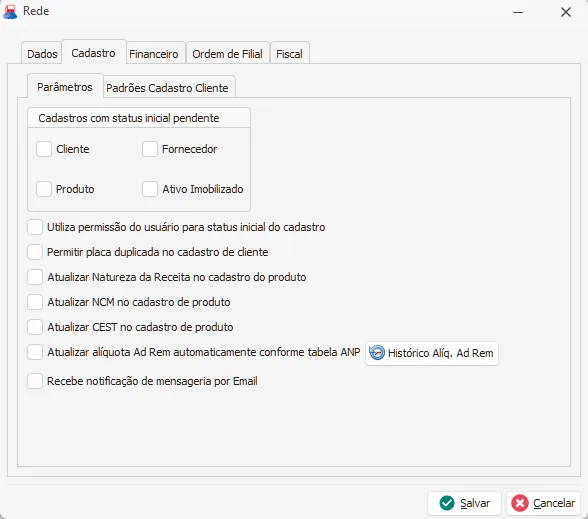 Rede
Dados Cadastro Financeiro Ordem de Filial Fiscal
Parâmetros Padrões Cadastro Cliente
Cadastros com status inicial pendente
Cliente Fornecedor
Produto Ativo Imobilizado
Utiliza permissão do usuário para status inicial do cadastro
Permitir placa duplicada no cadastro de cliente
Atualizar Natureza da Receita no cadastro do produto
Atualizar NCM no cadastro de produto
Atualizar CEST no cadastro de produto
Atualizar alíquota Ad Rem automaticamente conforme tabela ANP Histórico Alíq. Ad Rem
Recebe notificação de mensageria por Email
Salvar Cancelar